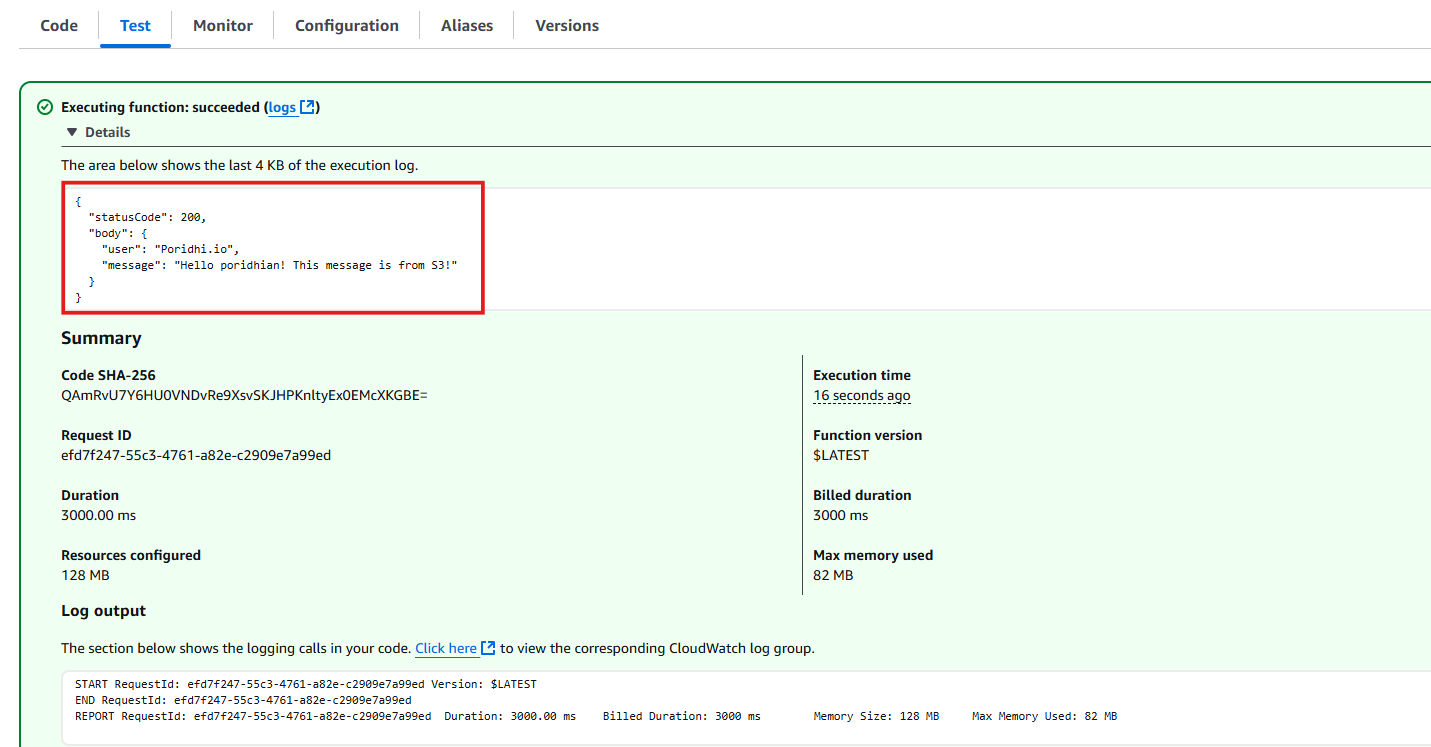 Code Test Monitor Configuration Aliases Versions
Executing function: succeeded (logs)
▼ Details
The area below shows the last 4 KB of the execution log.
{
  "statusCode": 200,
  "body": {
    "user": "Poridhi.io",
    "message": "Hello poridhian! This message is from S3!"
  }
}
Summary
Code SHA-256
QAmRvU7Y6HU0VNDvRe9XsvSKJHPKnltyEx0EMcXKGBE=
Execution time
16 seconds ago
Request ID
efd7f247-55c3-4761-a82e-c2909e7a99ed
Function version
$LATEST
Duration
3000.00 ms
Billed duration
3000 ms
Resources configured
128 MB
Max memory used
82 MB
Log output
The section below shows the logging calls in your code. Click here to view the corresponding CloudWatch log group.
START RequestId: efd7f247-55c3-4761-a82e-c2909e7a99ed Version: $LATEST
END RequestId: efd7f247-55c3-4761-a82e-c2909e7a99ed
REPORT RequestId: efd7f247-55c3-4761-a82e-c2909e7a99ed Duration: 3000.00 ms Billed Duration: 3000 ms Memory Size: 128 MB Max Memory Used: 82 MB